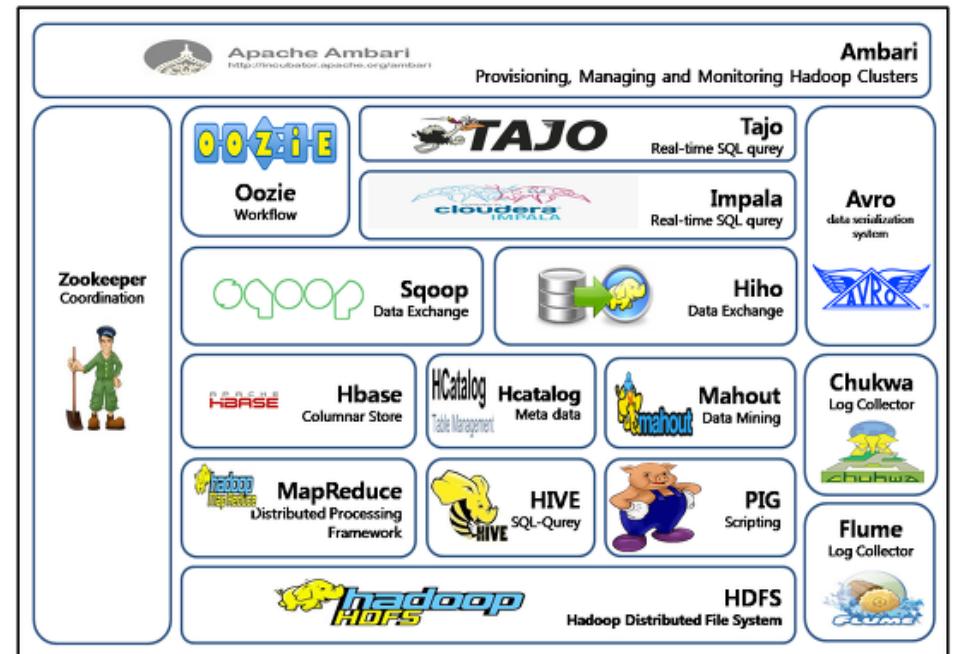 Apache Ambari
http://incubator.apache.org/ambari
Ambari
Provisioning, Managing and Monitoring Hadoop Clusters
Zookeeper
Coordination
OOZiE
Oozie
Workflow
TAJO
Tajo
Real-time SQL qurey
cloudera
IMPALA
Impala
Real-time SQL qurey
Avro
data serialization
system
AVRO
TM
sqoop
Sqoop
Data Exchange
Hiho
Data Exchange
APACHE
HBASE
Hbase
Columnar Store
HCatalog
Table Management
Hcatalog
Meta data
mahout
Mahout
Data Mining
Chukwa
Log Collector
chukwa
hadoop
MapReduce
MapReduce
Distributed Processing
Framework
HIVE
HIVE
SQL-Qurey
PIG
Scripting
Flume
Log Collector
FLUME
hadoop
HDFS
HDFS
Hadoop Distributed File System